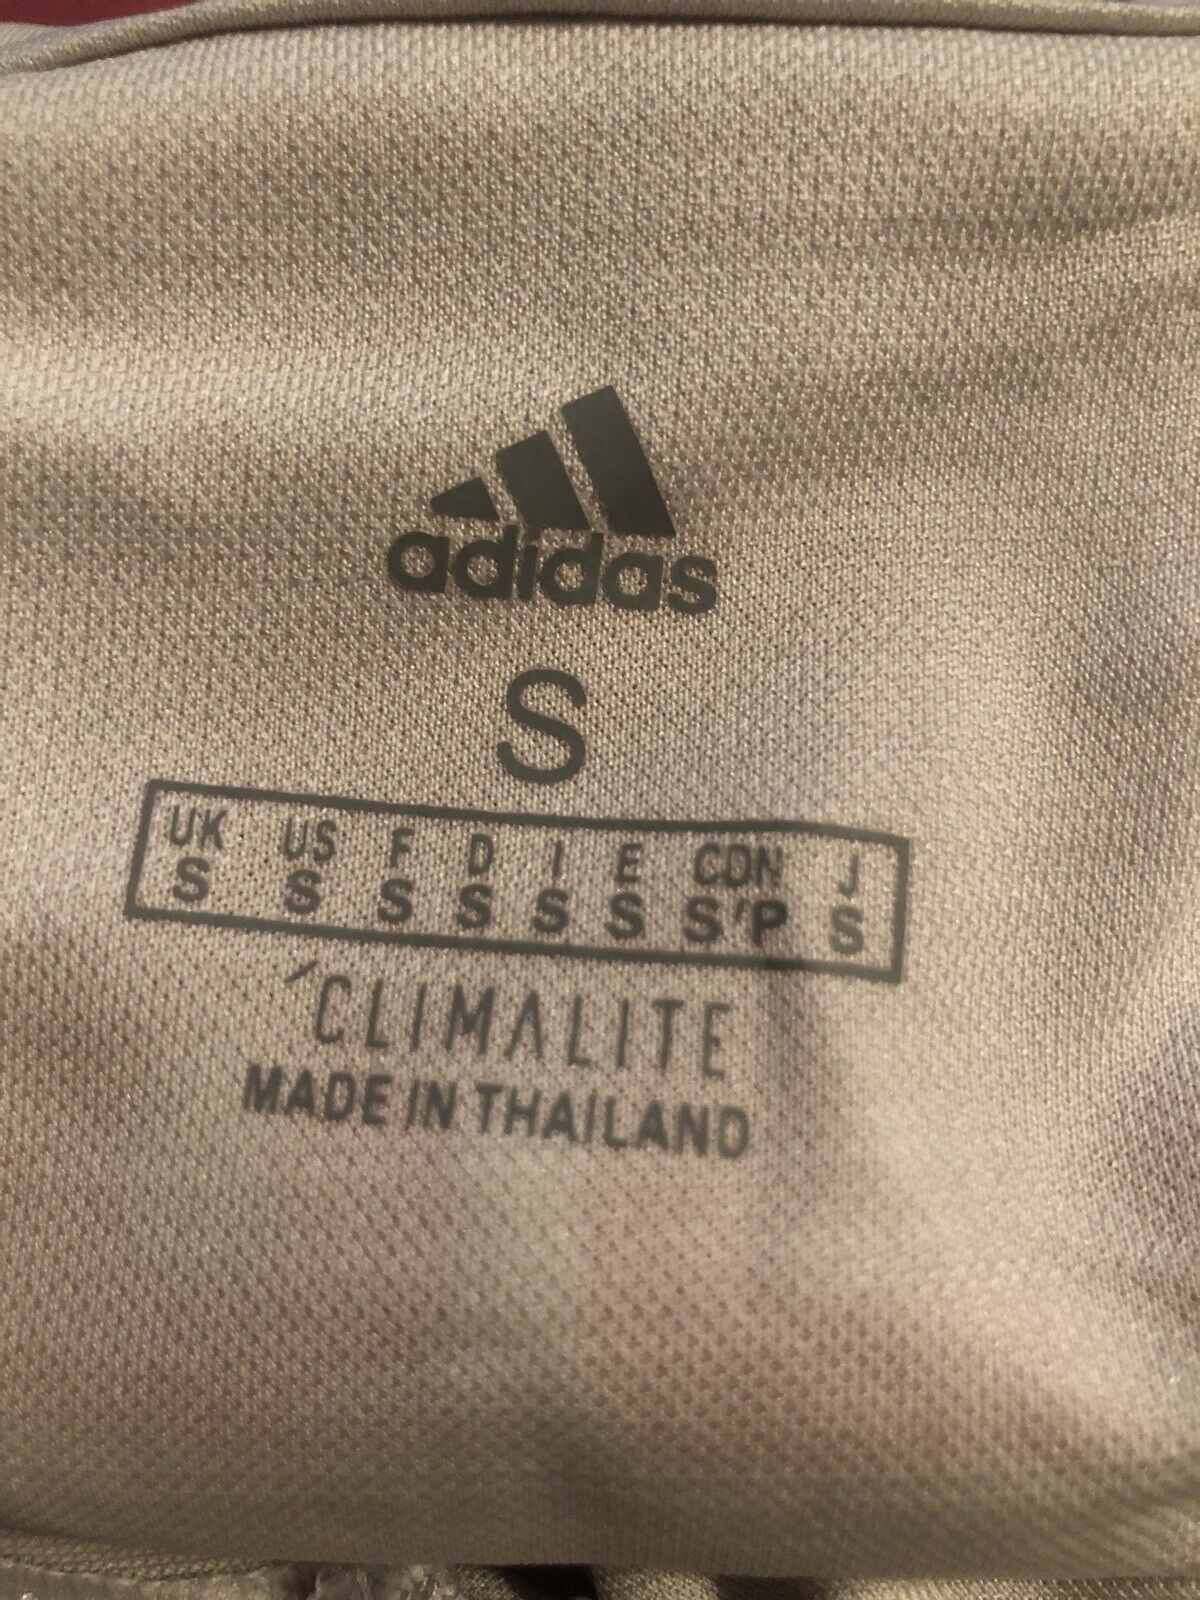 adidas
S
UK US F D I E CDN J
S S S S S S S/P S
CLIMALITE
MADE IN THAILAND